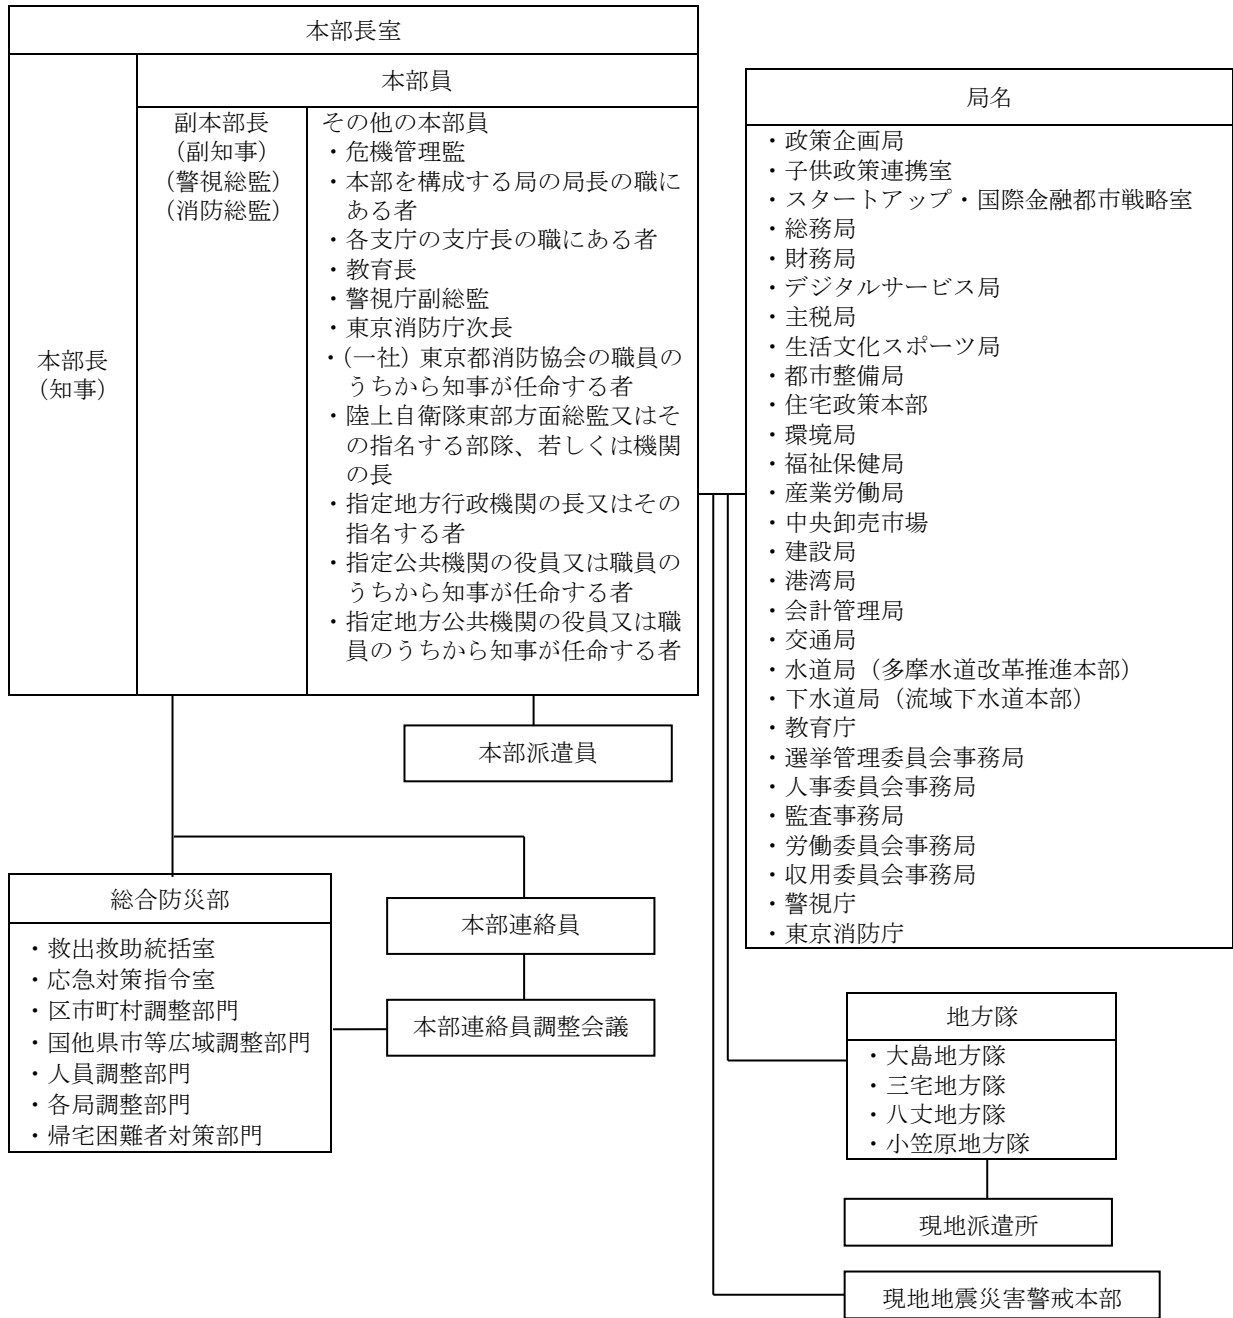 本部長室
本部員
本部長
（知事）
副本部長
（副知事）
（警視総監）
（消防総監）
その他の本部員
・危機管理監
・本部を構成する局の局長の職に
ある者
・各支庁の支庁長の職にある者
・教育長
・警視庁副総監
・東京消防庁次長
・（一社）東京都消防協会の職員の
うちから知事が任命する者
・陸上自衛隊東部方面総監又はそ
の指名する部隊、若しくは機関
の長
・指定地方行政機関の長又はその
指名する者
・指定公共機関の役員又は職員の
うちから知事が任命する者
・指定地方公共機関の役員又は職
員のうちから知事が任命する者
局名
・政策企画局
・子供政策連携室
・スタートアップ・国際金融都市戦略室
・総務局
・財務局
・デジタルサービス局
・主税局
・生活文化スポーツ局
・都市整備局
・住宅政策本部
・環境局
・福祉保健局
・産業労働局
・中央卸売市場
・建設局
・港湾局
・会計管理局
・交通局
・水道局（多摩水道改革推進本部）
・下水道局（流域下水道本部）
・教育庁
・選挙管理委員会事務局
・人事委員会事務局
・監査事務局
・労働委員会事務局
・収用委員会事務局
・警視庁
・東京消防庁
本部派遣員
総合防災部
・救出救助統括室
・応急対策指令室
・区市町村調整部門
・国他県市等広域調整部門
・人員調整部門
・各局調整部門
・帰宅困難者対策部門
本部連絡員
本部連絡員調整会議
地方隊
・大島地方隊
・三宅地方隊
・八丈地方隊
・小笠原地方隊
現地派遣所
現地地震災害警戒本部